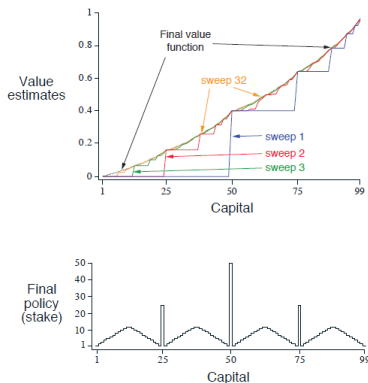 1
Final value
function
0.8
Value
estimates
0.6
sweep 32
0.4
sweep 1
0.2
sweep 2
sweep 3
0
1 25 50 75 99
Capital
50
40
Final
policy
(stake)
30
20
10
1
1 25 50 75 99
Capital